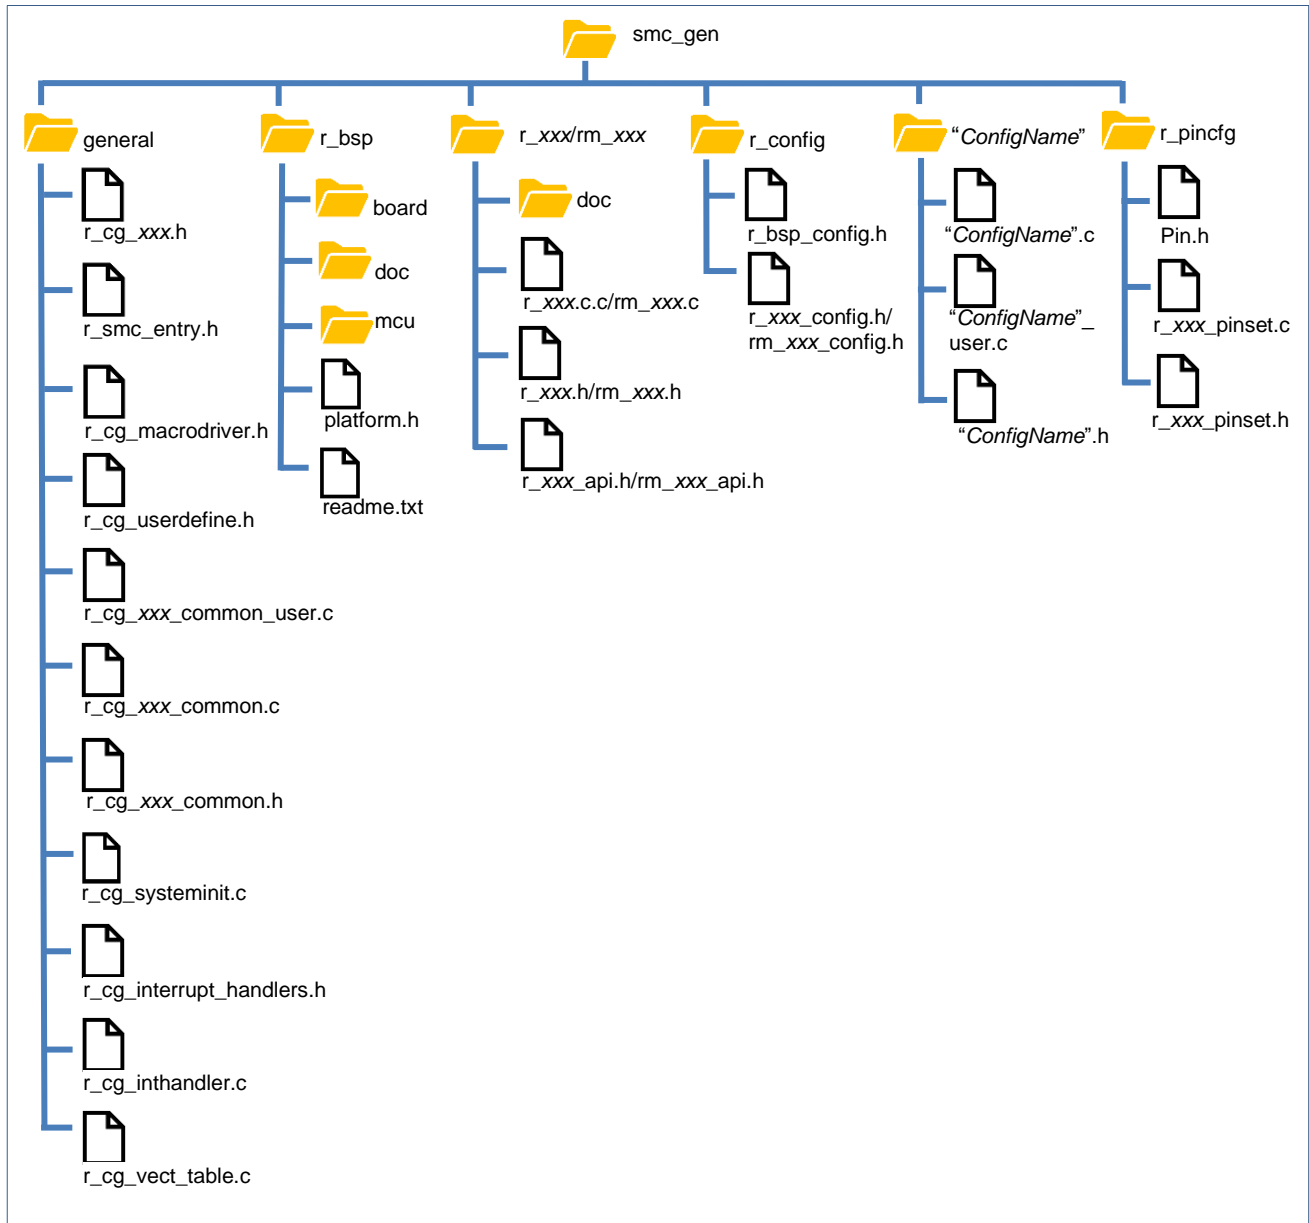 smc_gen
general
r_cg_xxx.h
r_smc_entry.h
r_cg_macrodriver.h
r_cg_userdefine.h
r_cg_xxx_common_user.c
r_cg_xxx_common.c
r_cg_xxx_common.h
r_cg_systeminit.c
r_cg_interrupt_handlers.h
r_cg_inthandler.c
r_cg_vect_table.c
r_bsp
board
doc
mcu
platform.h
readme.txt
r_xxx/rm_xxx
doc
r_xxx.c.c/rm_xxx.c
r_xxx.h/rm_xxx.h
r_xxx_api.h/rm_xxx_api.h
r_config
r_bsp_config.h
r_xxx_config.h/
rm_xxx_config.h
“ConfigName”
“ConfigName”.c
“ConfigName”_
user.c
“ConfigName”.h
r_pincfg
Pin.h
r_xxx_pinset.c
r_xxx_pinset.h